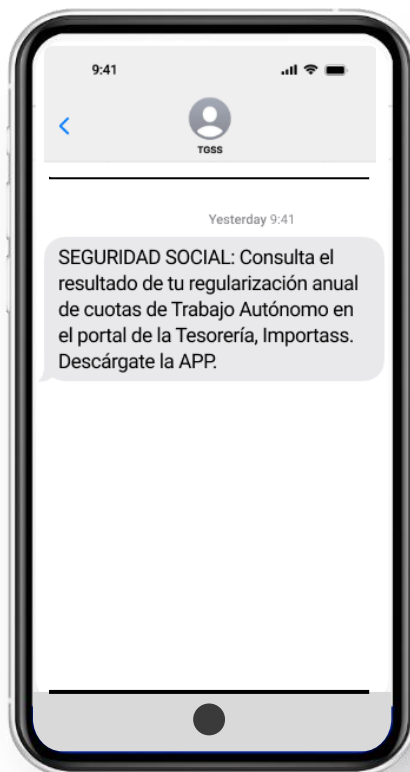 9:41
TGSS
Yesterday 9:41
SEGURIDAD SOCIAL: Consulta el
resultado de tu regularización anual
de cuotas de Trabajo Autónomo en
el portal de la Tesorería, Importass.
Descárgate la APP.